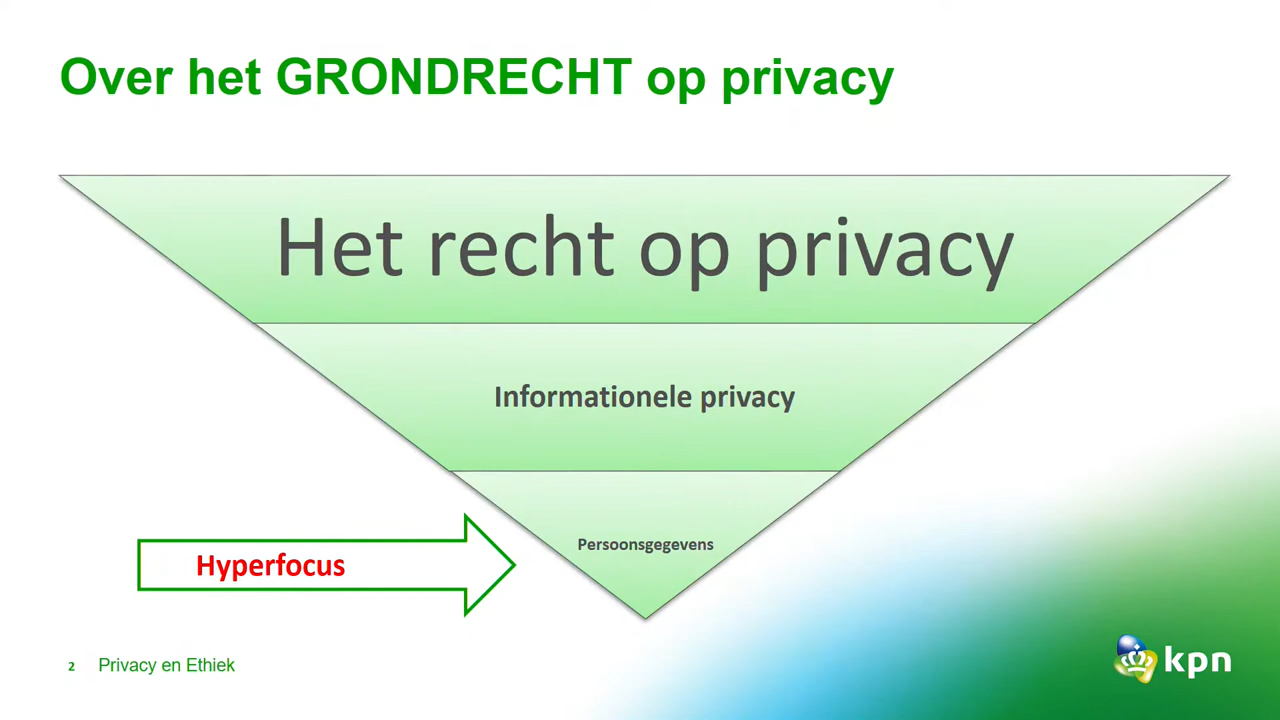 Over het GRONDRECHT op privacy
Het recht op privacy
Informationele privacy
Persoonsgegevens
Hyperfocus
2 Privacy en Ethiek
kpn